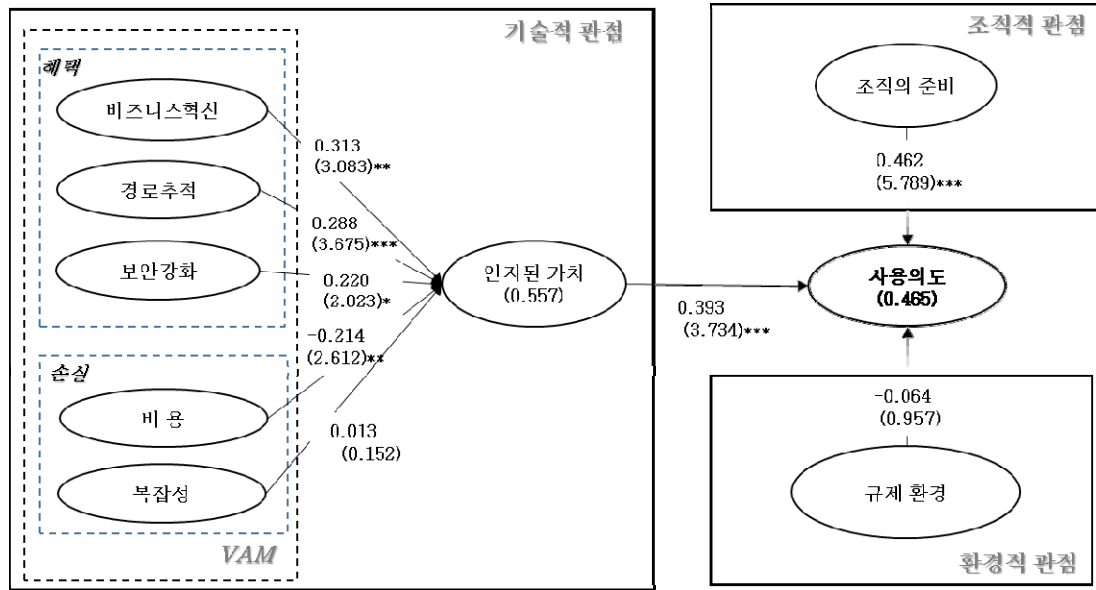 기술적 관점
혜택
비즈니스혁신
경로추적
보안강화
손실
비 용
복잡성
VAM
0.313
(3.083)**
0.288
(3.675)***
0.220
(2.023)*
-0.214
(2.612)**
0.013
(0.152)
인지된 가치
(0.557)
0.393
(3.734)***
조직적 관점
조직의 준비
0.462
(5.789)***
사용의도
(0.465)
-0.064
(0.957)
규제 환경
환경적 관점